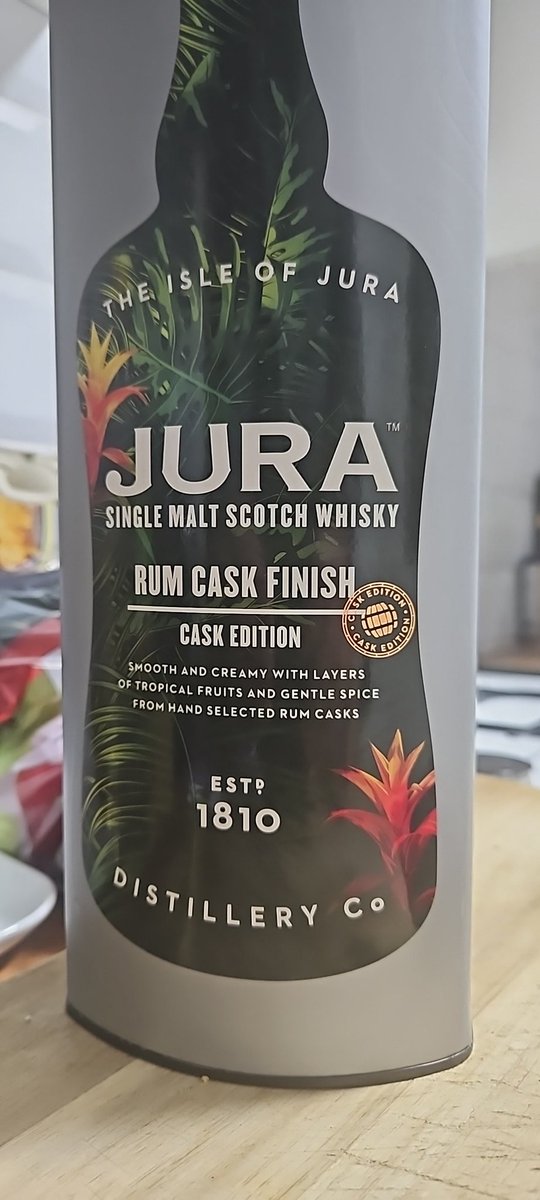 THE ISLE OF JURA
JURA™
SINGLE MALT SCOTCH WHISKY
RUM CASK FINISH
CASK EDITION
CASK EDITION • CASK EDITION •
SMOOTH AND CREAMY WITH LAYERS
OF TROPICAL FRUITS AND GENTLE SPICE
FROM HAND SELECTED RUM CASKS
ESTD
1810
DISTILLERY Co